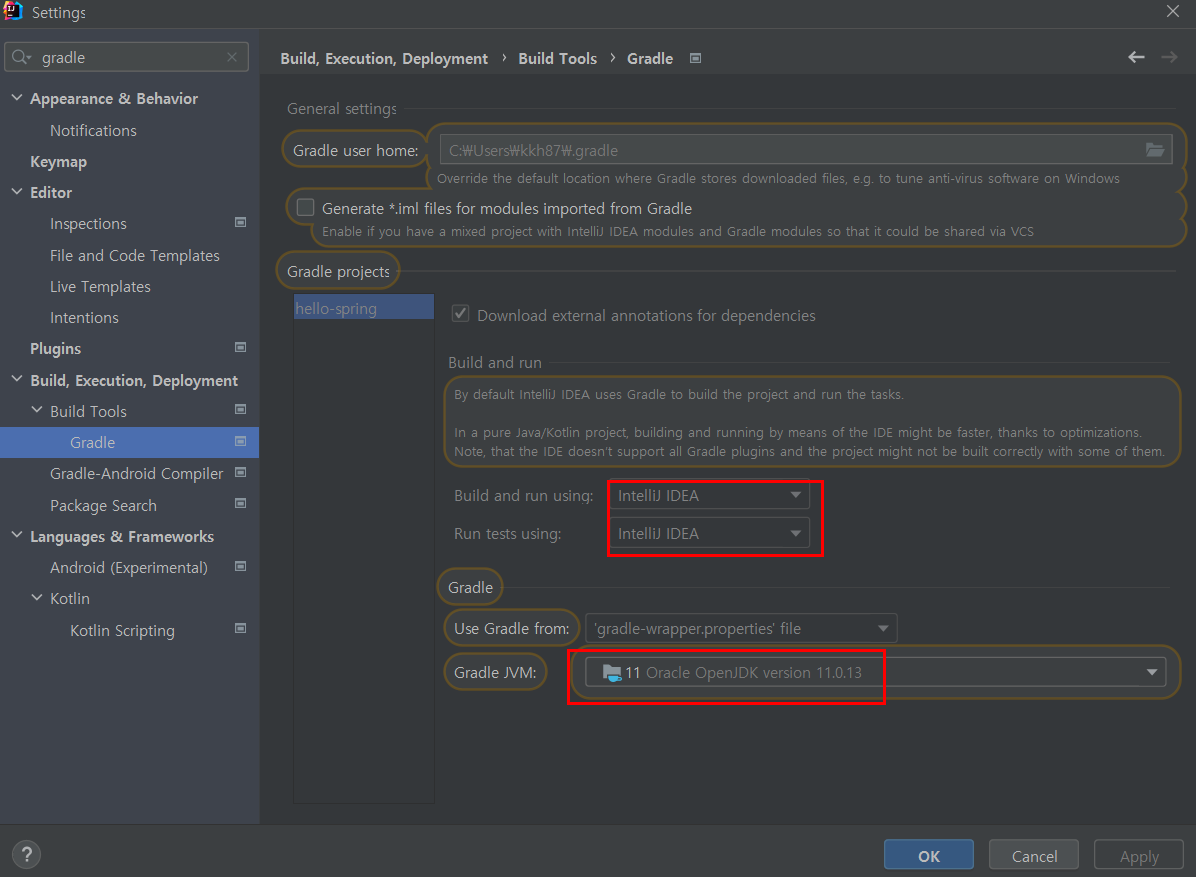 Settings
gradle
Appearance & Behavior
Notifications
Keymap
Editor
Inspections
File and Code Templates
Live Templates
Intentions
Plugins
Build, Execution, Deployment
Build Tools
Gradle
Gradle-Android Compiler
Package Search
Languages & Frameworks
Android (Experimental)
Kotlin
Kotlin Scripting
Build, Execution, Deployment › Build Tools › Gradle
General settings
Gradle user home: C:₩Users₩kkh87₩.gradle
Override the default location where Gradle stores downloaded files, e.g. to tune anti-virus software on Windows
Generate *.iml files for modules imported from Gradle
Enable if you have a mixed project with IntelliJ IDEA modules and Gradle modules so that it could be shared via VCS
Gradle projects
hello-spring
Download external annotations for dependencies
Build and run
By default IntelliJ IDEA uses Gradle to build the project and run the tasks.
In a pure Java/Kotlin project, building and running by means of the IDE might be faster, thanks to optimizations.
Note, that the IDE doesn't support all Gradle plugins and the project might not be built correctly with some of them.
Build and run using: IntelliJ IDEA
Run tests using: IntelliJ IDEA
Gradle
Use Gradle from: 'gradle-wrapper.properties' file
Gradle JVM: 11 Oracle OpenJDK version 11.0.13
?
OK
Cancel
Apply